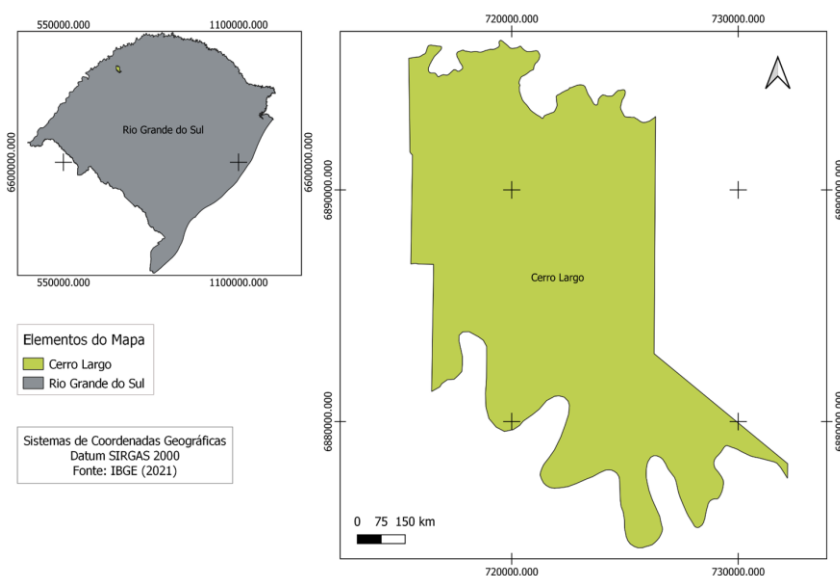 550000.000
1100000.000
6600000.000
Rio Grande do Sul
6600000.000
550000.000
1100000.000
Elementos do Mapa
Cerro Largo
Rio Grande do Sul
Sistemas de Coordenadas Geográficas
Datum SIRGAS 2000
Fonte: IBGE (2021)
720000.000
730000.000
6890000.000
6890000.000
Cerro Largo
6880000.000
6880000.000
0 75 150 km
720000.000
730000.000